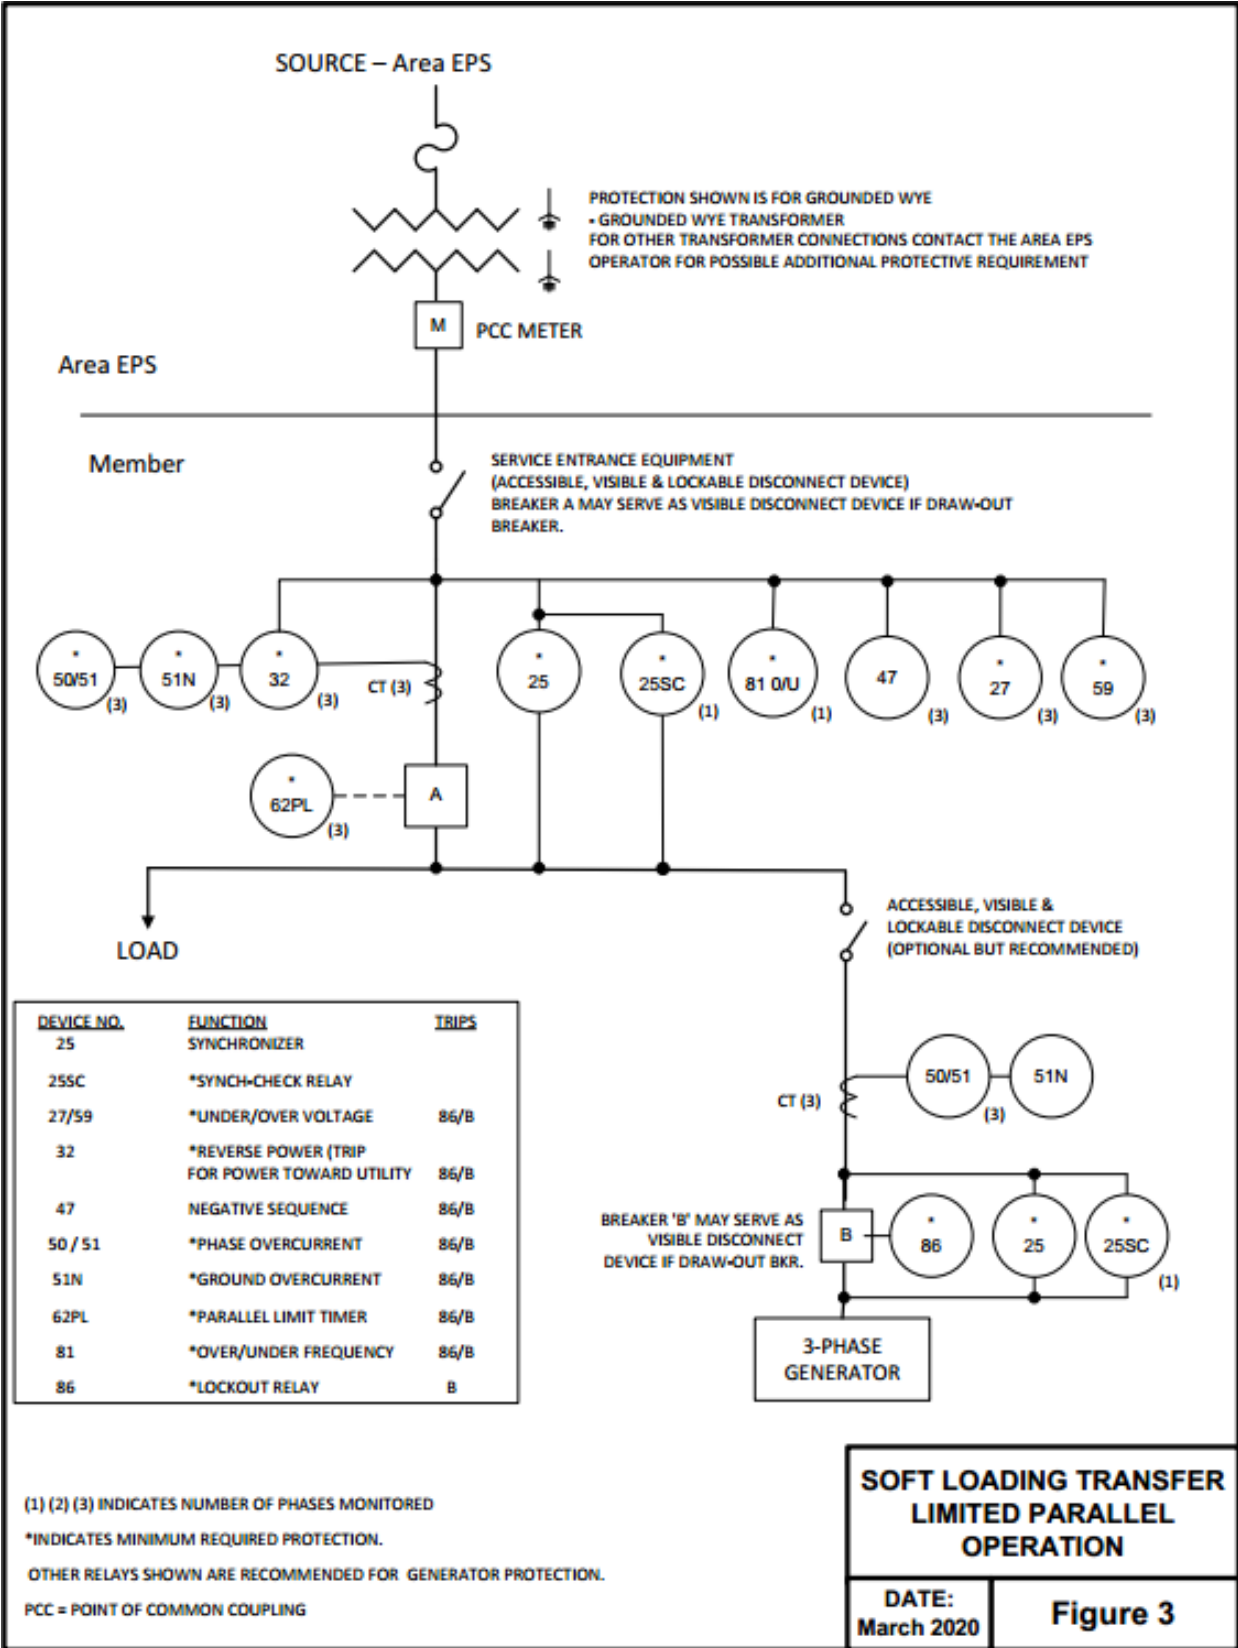 SOURCE – Area EPS
PROTECTION SHOWN IS FOR GROUNDED WYE
- GROUNDED WYE TRANSFORMER
FOR OTHER TRANSFORMER CONNECTIONS CONTACT THE AREA EPS
OPERATOR FOR POSSIBLE ADDITIONAL PROTECTIVE REQUIREMENT
M
PCC METER
Area EPS
Member
SERVICE ENTRANCE EQUIPMENT
(ACCESSIBLE, VISIBLE & LOCKABLE DISCONNECT DEVICE)
BREAKER A MAY SERVE AS VISIBLE DISCONNECT DEVICE IF DRAW-OUT
BREAKER.
* 50/51 (3)
* 51N (3)
* 32 (3)
CT (3)
* 25
* 25SC (1)
* 81 0/U (1)
47 (3)
* 27 (3)
* 59 (3)
* 62PL (3)
A
LOAD
ACCESSIBLE, VISIBLE &
LOCKABLE DISCONNECT DEVICE
(OPTIONAL BUT RECOMMENDED)
CT (3)
50/51 (3)
51N
BREAKER 'B' MAY SERVE AS
VISIBLE DISCONNECT
DEVICE IF DRAW-OUT BKR.
B
* 86
* 25
* 25SC (1)
3-PHASE
GENERATOR
DEVICE NO. FUNCTION TRIPS
25 SYNCHRONIZER
25SC *SYNCH-CHECK RELAY
27/59 *UNDER/OVER VOLTAGE 86/B
32 *REVERSE POWER (TRIP
FOR POWER TOWARD UTILITY 86/B
47 NEGATIVE SEQUENCE 86/B
50 / 51 *PHASE OVERCURRENT 86/B
51N *GROUND OVERCURRENT 86/B
62PL *PARALLEL LIMIT TIMER 86/B
81 *OVER/UNDER FREQUENCY 86/B
86 *LOCKOUT RELAY B
(1) (2) (3) INDICATES NUMBER OF PHASES MONITORED
*INDICATES MINIMUM REQUIRED PROTECTION.
OTHER RELAYS SHOWN ARE RECOMMENDED FOR GENERATOR PROTECTION.
PCC = POINT OF COMMON COUPLING
SOFT LOADING TRANSFER
LIMITED PARALLEL
OPERATION
DATE:
March 2020
Figure 3